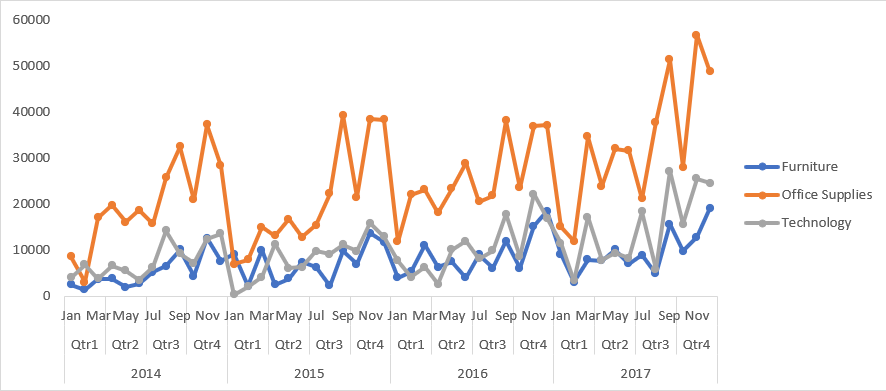 60000
50000
40000
30000
20000
10000
0
Jan Mar May Jul Sep Nov Jan Mar May Jul Sep Nov Jan Mar May Jul Sep Nov Jan Mar May Jul Sep Nov
Qtr1 Qtr2 Qtr3 Qtr4 Qtr1 Qtr2 Qtr3 Qtr4 Qtr1 Qtr2 Qtr3 Qtr4 Qtr1 Qtr2 Qtr3 Qtr4
2014 2015 2016 2017
Furniture
Office Supplies
Technology